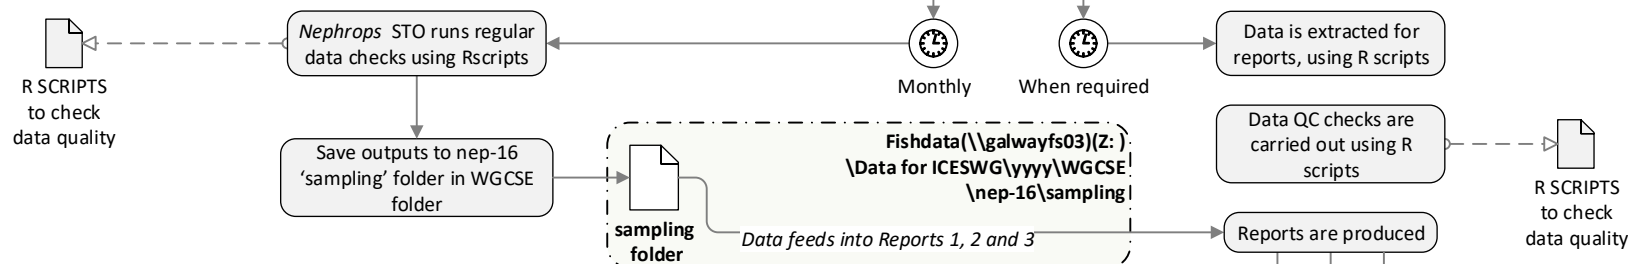 Nephrops STO runs regular
data checks using Rscripts
R SCRIPTS
to check
data quality
Monthly
When required
Data is extracted for
reports, using R scripts
Save outputs to nep-16
‘sampling’ folder in WGCSE
folder
Fishdata(\\galwayfs03)(Z: )
\Data for ICESWG\yyyy\WGCSE
\nep-16\sampling
sampling
folder
Data feeds into Reports 1, 2 and 3
Data QC checks are
carried out using R
scripts
R SCRIPTS
to check
data quality
Reports are produced